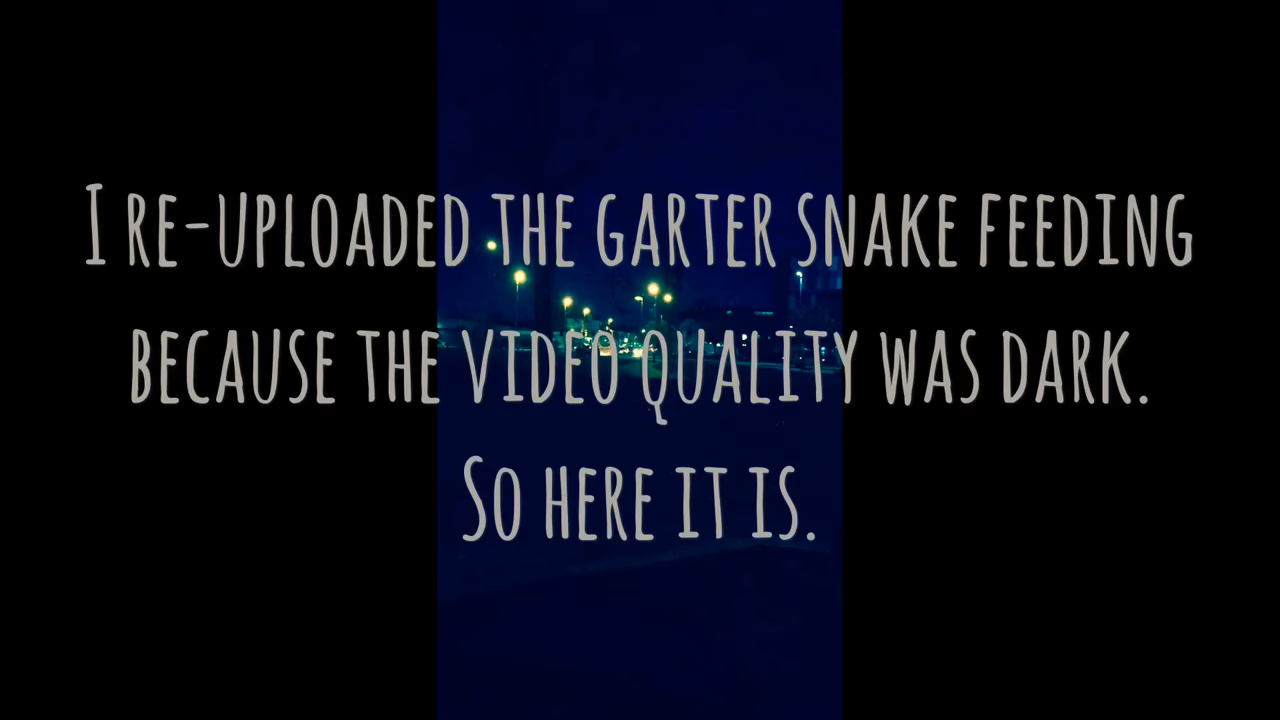 I re-uploaded the garter snake feeding
because the video quality was dark.
So here it is.